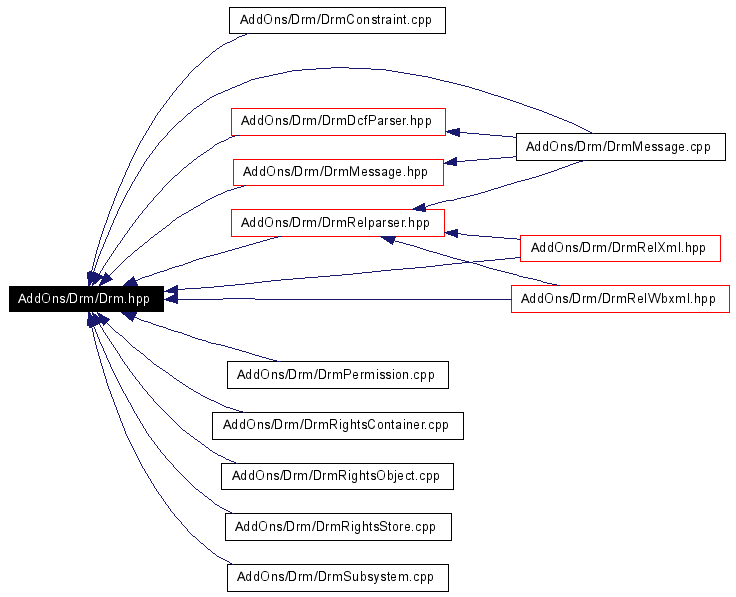 AddOns/Drm/DrmConstraint.cpp
AddOns/Drm/DrmDcfParser.hpp
AddOns/Drm/DrmMessage.cpp
AddOns/Drm/DrmMessage.hpp
AddOns/Drm/DrmRelparser.hpp
AddOns/Drm/DrmRelXml.hpp
AddOns/Drm/Drm.hpp
AddOns/Drm/DrmRelWbxml.hpp
AddOns/Drm/DrmPermission.cpp
AddOns/Drm/DrmRightsContainer.cpp
AddOns/Drm/DrmRightsObject.cpp
AddOns/Drm/DrmRightsStore.cpp
AddOns/Drm/DrmSubsystem.cpp